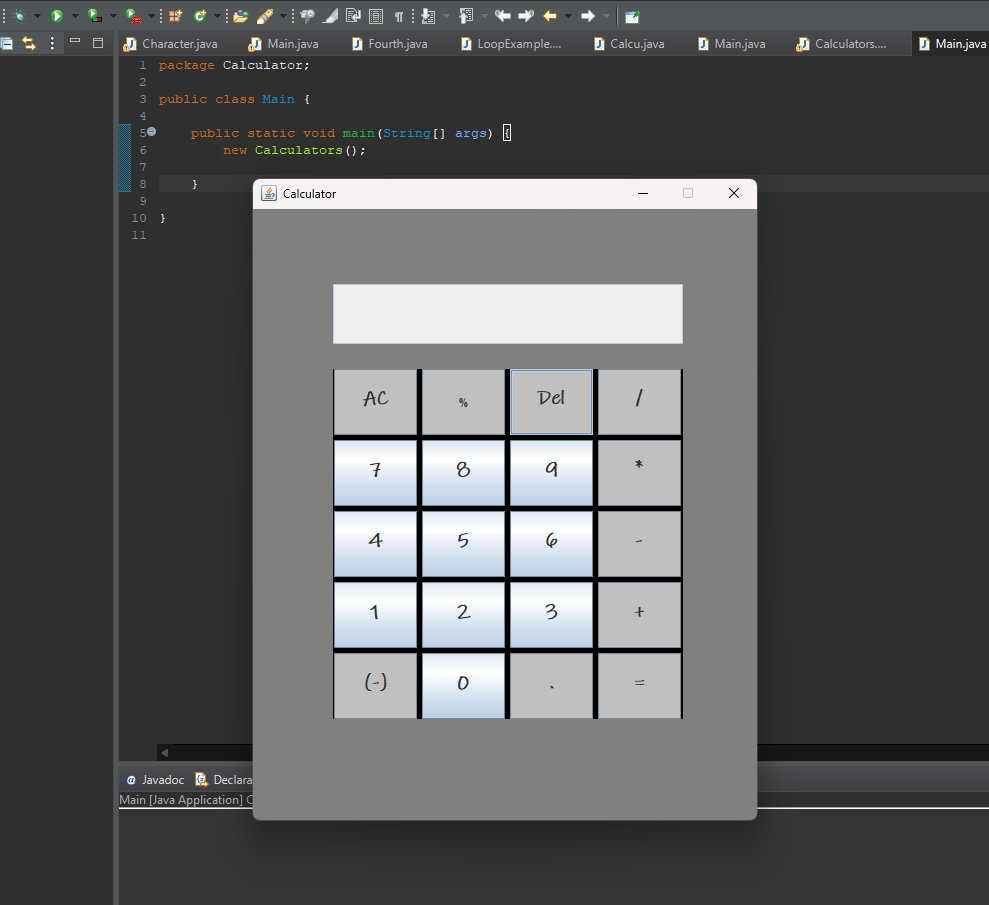 Character.java Main.java Fourth.java LoopExample.... Calcu.java Main.java Calculators.... Main.java
1 package Calculator;
2
3 public class Main {
4
5 public static void main(String[] args) {
6 new Calculators();
7
8 }
9
10 }
11
Calculator
AC % Del /
7 8 9 *
4 5 6 -
1 2 3 +
(-) 0 . =
@ Javadoc Declara
Main [Java Application] C